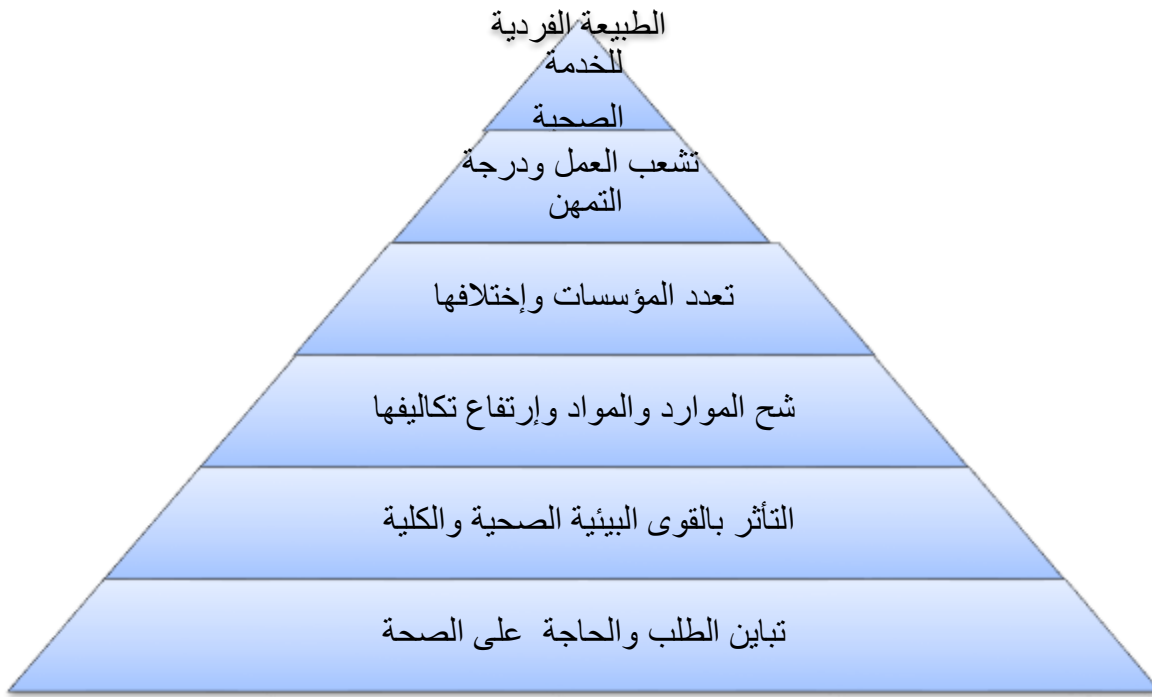 الطبيعة الفردية
للخدمة
الصحية
تشعب العمل ودرجة
التمهن
تعدد المؤسسات وإختلافها
شح الموارد والمواد وإرتفاع تكاليفها
التأثر بالقوى البيئية الصحية والكلية
تباين الطلب والحاجة على الصحة